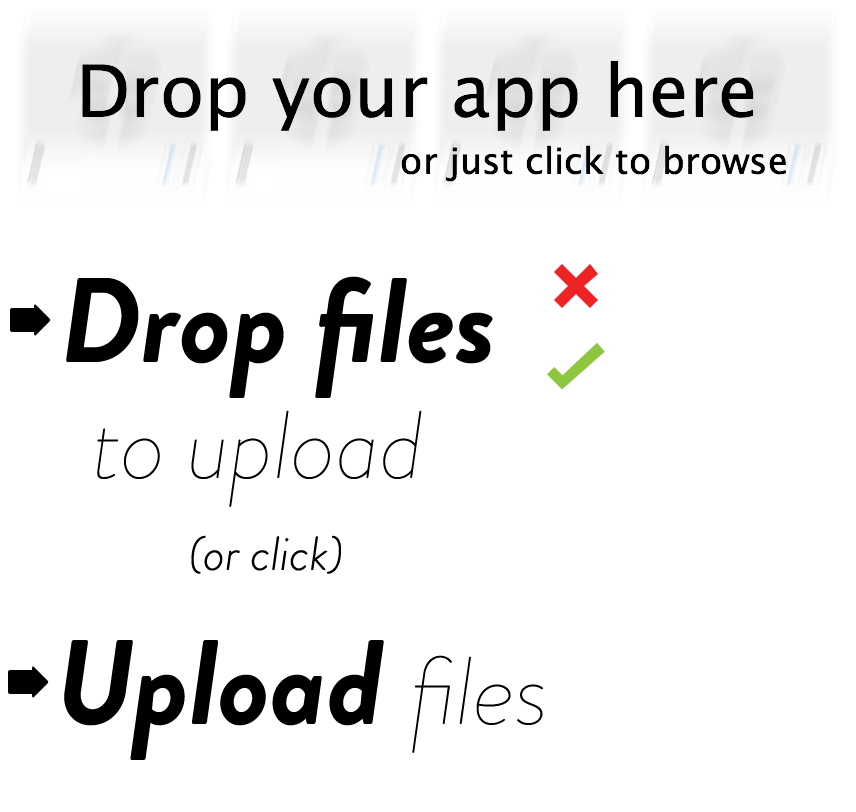 Drop your app here
or just click to browse
Drop files
to upload
(or click)
Upload files